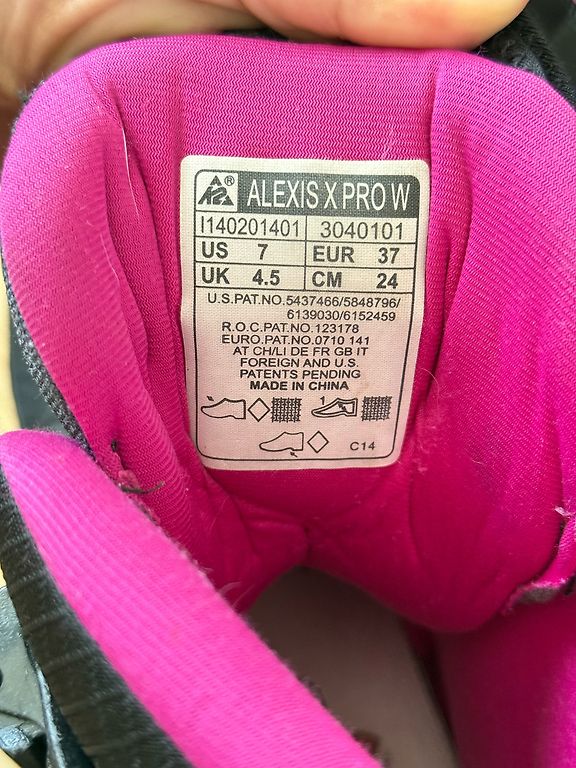 K2® ALEXIS X PRO W
I140201401 3040101
US 7 EUR 37
UK 4.5 CM 24
U.S.PAT.NO.5437466/5848796/
6139030/6152459
R.O.C.PAT.NO.123178
EURO.PAT.NO.0710 141
AT CH/LI DE FR GB IT
FOREIGN AND U.S.
PATENTS PENDING
MADE IN CHINA
1
C14